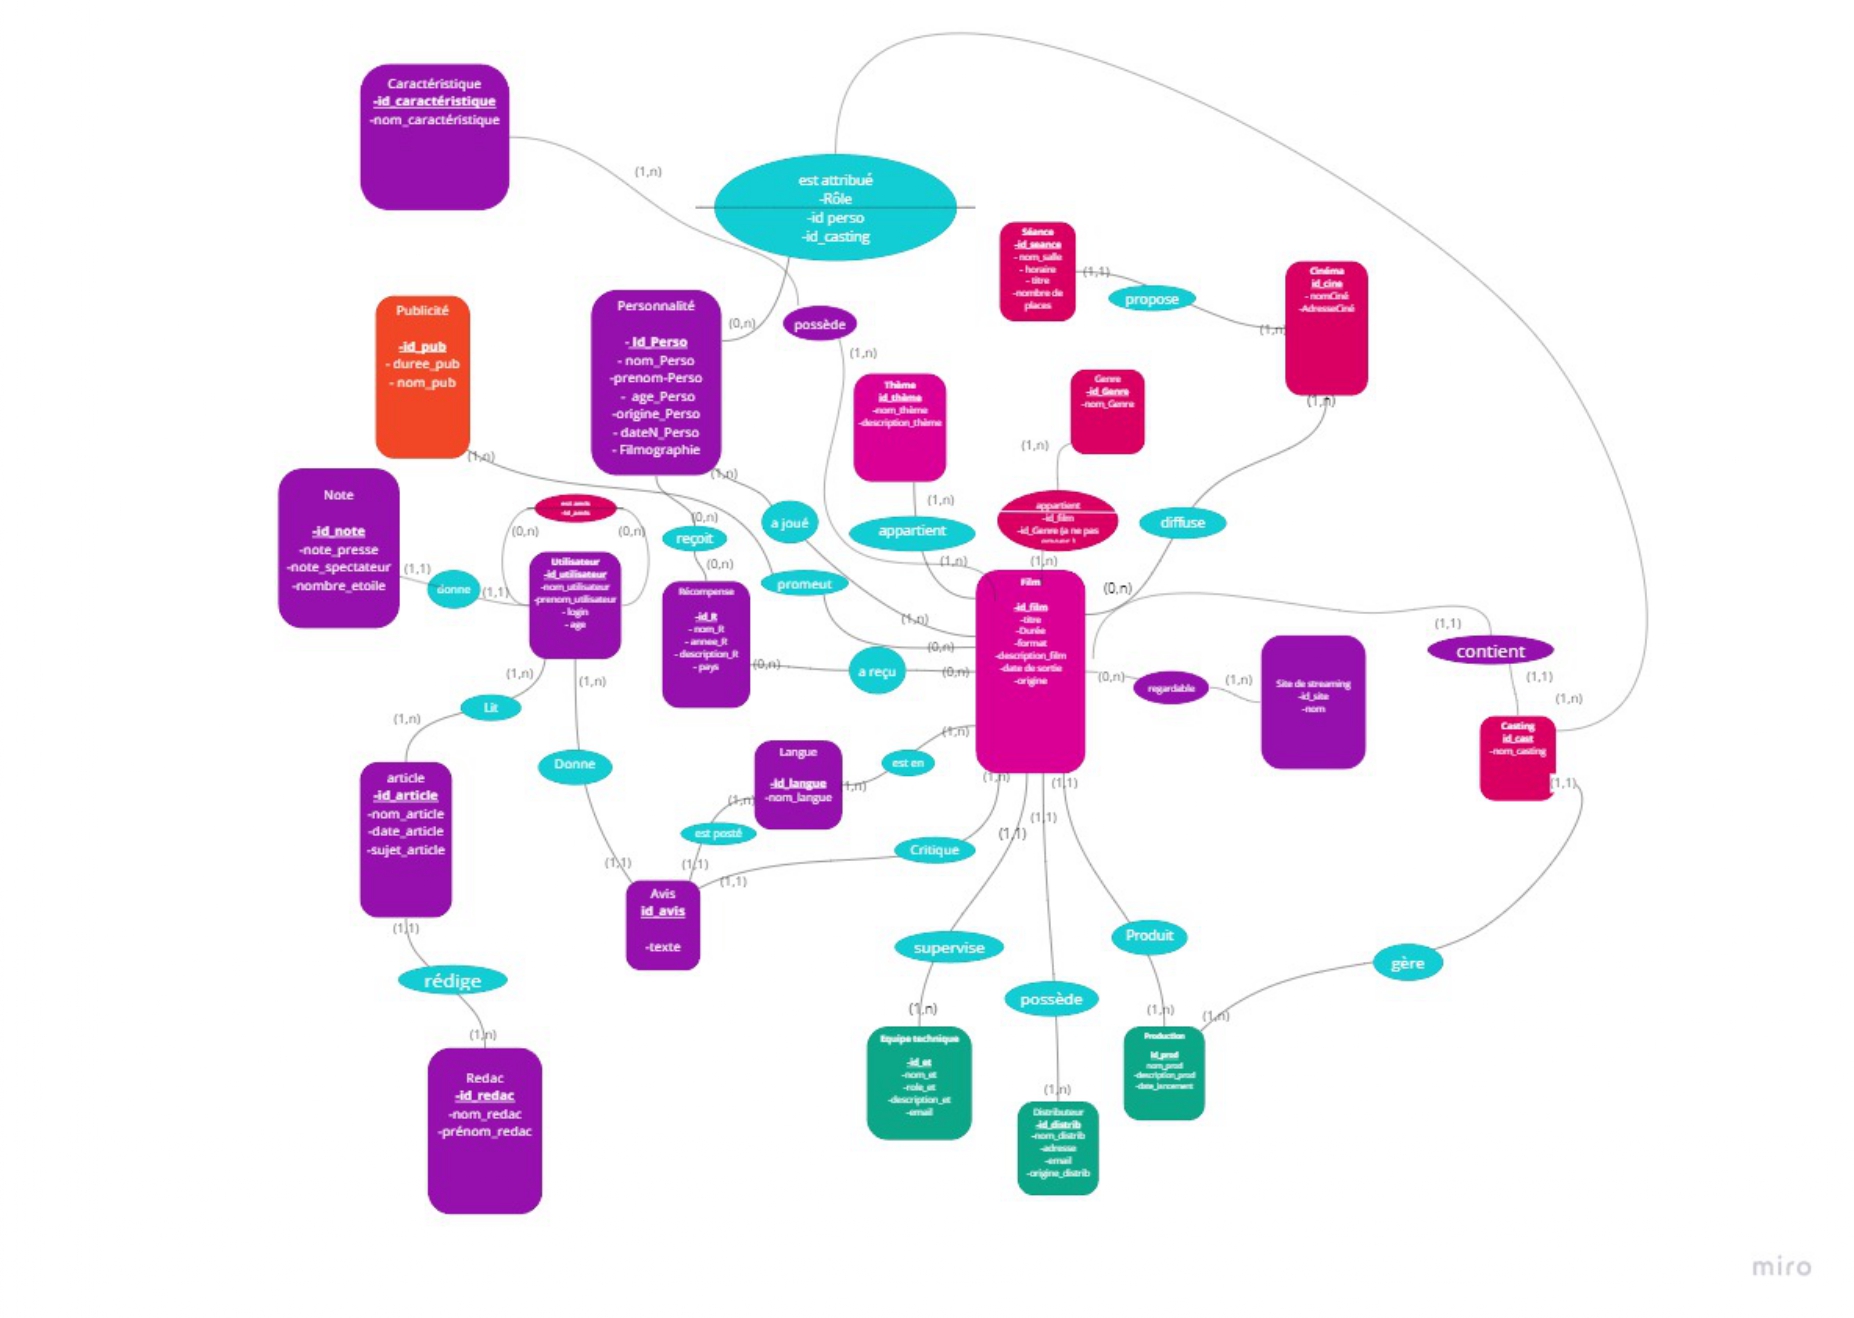 Caractéristique
-id_caractéristique
-nom_caractéristique
(1,n)
est attribué
-Rôle
-id perso
-id_casting
Séance
-id_seance
- nom_salle
- horaire
- titre
-nombre de
places
(1,1)
propose
(1,n)
Cinéma
id_cine
- nomCiné
-AdresseCiné
(1,n)
Publicité
-id_pub
- duree_pub
- nom_pub
(1,n)
Personnalité
- Id_Perso
- nom_Perso
-prenom-Perso
- age_Perso
-origine_Perso
- dateN_Perso
- Filmographie
(0,n)
(1,n)
possède
(1,n)
Thème
id_thème
-nom_thème
-description_thème
(1,n)
appartient
(1,n)
Genre
-id_Genre
-nom_Genre
(1,n)
appartient
-id_film
-id_Genre (a ne pas
(1,n)
diffuse
(0,n)
Note
-id_note
-note_presse
-note_spectateur
-nombre_etoile
(1,1)
donne
(1,1)
(0,n)
(0,n)
Utilisateur
-id_utilisateur
-nom_utilisateur
-prenom_utilisateur
- login
- age
(0,n)
reçoit
(0,n)
a joué
(1,n)
promeut
(0,n)
Récompense
-id_R
- nom_R
- annee_R
- description_R
- pays
(0,n)
a reçu
(0,n)
Film
-id_film
-titre
-Durée
-format
-description_film
-date de sortie
-origine
(1,1)
contient
(1,1)
(1,n)
(0,n)
regardable
(1,n)
Site de streaming
-id_site
-nom
Casting
id_cast
-nom_casting
(1,1)
(1,n)
Lit
(1,n)
(1,n)
Donne
(1,1)
article
-id_article
-nom_article
-date_article
-sujet_article
(1,1)
rédige
(1,n)
Redac
-id_redac
-nom_redac
-prénom_redac
Langue
-id_langue
-nom_langue
(1,n)
est en
(1,n)
(1,n)
est posté
(1,1)
(1,n)
Critique
(1,1)
Avis
id_avis
-texte
(1,1)
supervise
(1,n)
Equipe technique
-id_et
-nom_et
-role_et
-description_et
-email
(1,1)
possède
(1,n)
Distributeur
-id_distrib
-nom_distrib
-adresse
-email
-origine_distrib
(1,1)
Produit
(1,n)
Production
id_prod
nom_prod
-description_prod
-date_lancement
gère
(1,n)
miro